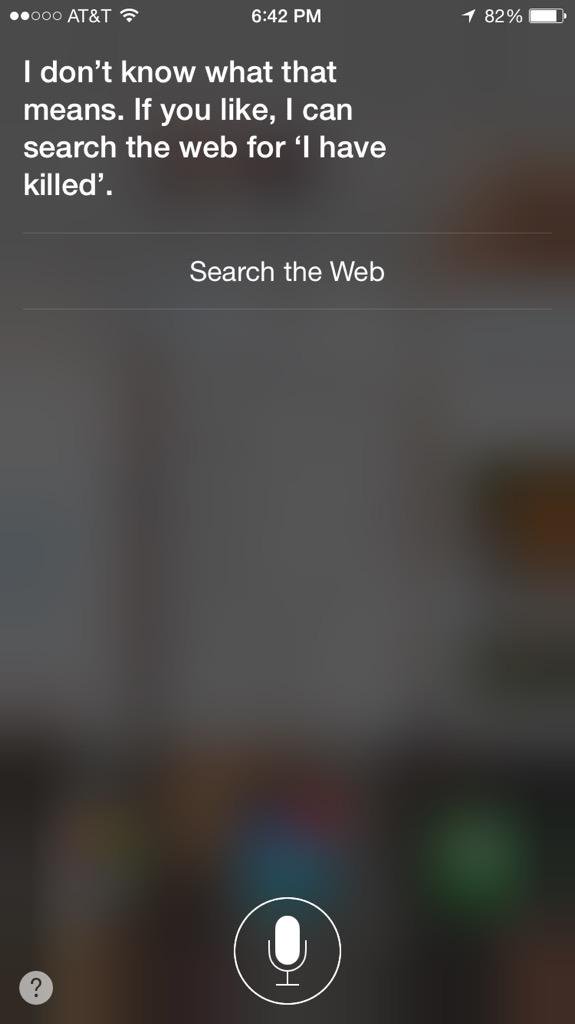 AT&T 6:42 PM 82%
I don’t know what that
means. If you like, I can
search the web for ‘I have
killed’.
Search the Web
?